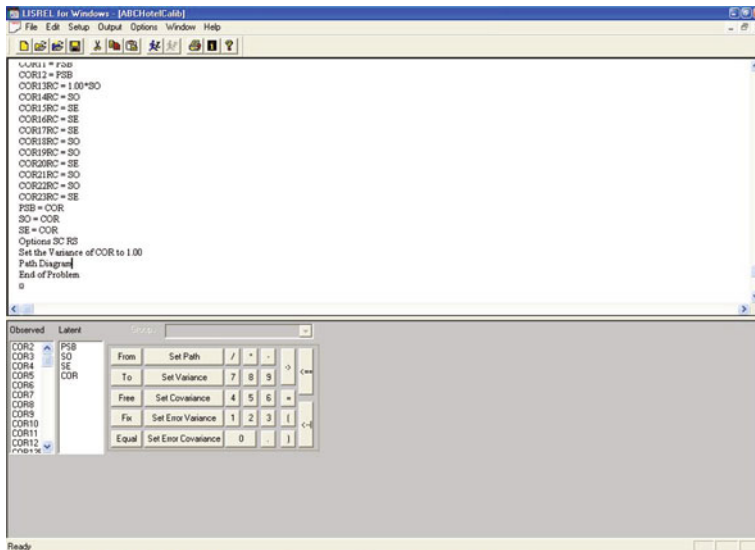 LISREL for Windows - [ABCHotelCalib]
File Edit Setup Output Options Window Help
COR11 = PSB
COR12 = PSB
COR13RC = 1.00*SO
COR14RC = SO
COR15RC = SE
COR16RC = SE
COR17RC = SE
COR18RC = SO
COR19RC = SO
COR20RC = SE
COR21RC = SO
COR22RC = SO
COR23RC = SE
PSB = COR
SO = COR
SE = COR
Options SC RS
Set the Variance of COR to 1.00
Path Diagram
End of Problem
Observed Latent
COR2
COR3
COR4
COR5
COR6
COR7
COR8
COR9
COR10
COR11
COR12
PSB
SO
SE
COR
From Set Path / * -
To Set Variance 7 8 9
Free Set Covariance 4 5 6 =
Fix Set Error Variance 1 2 3 (
Equal Set Error Covariance 0 . )
Ready